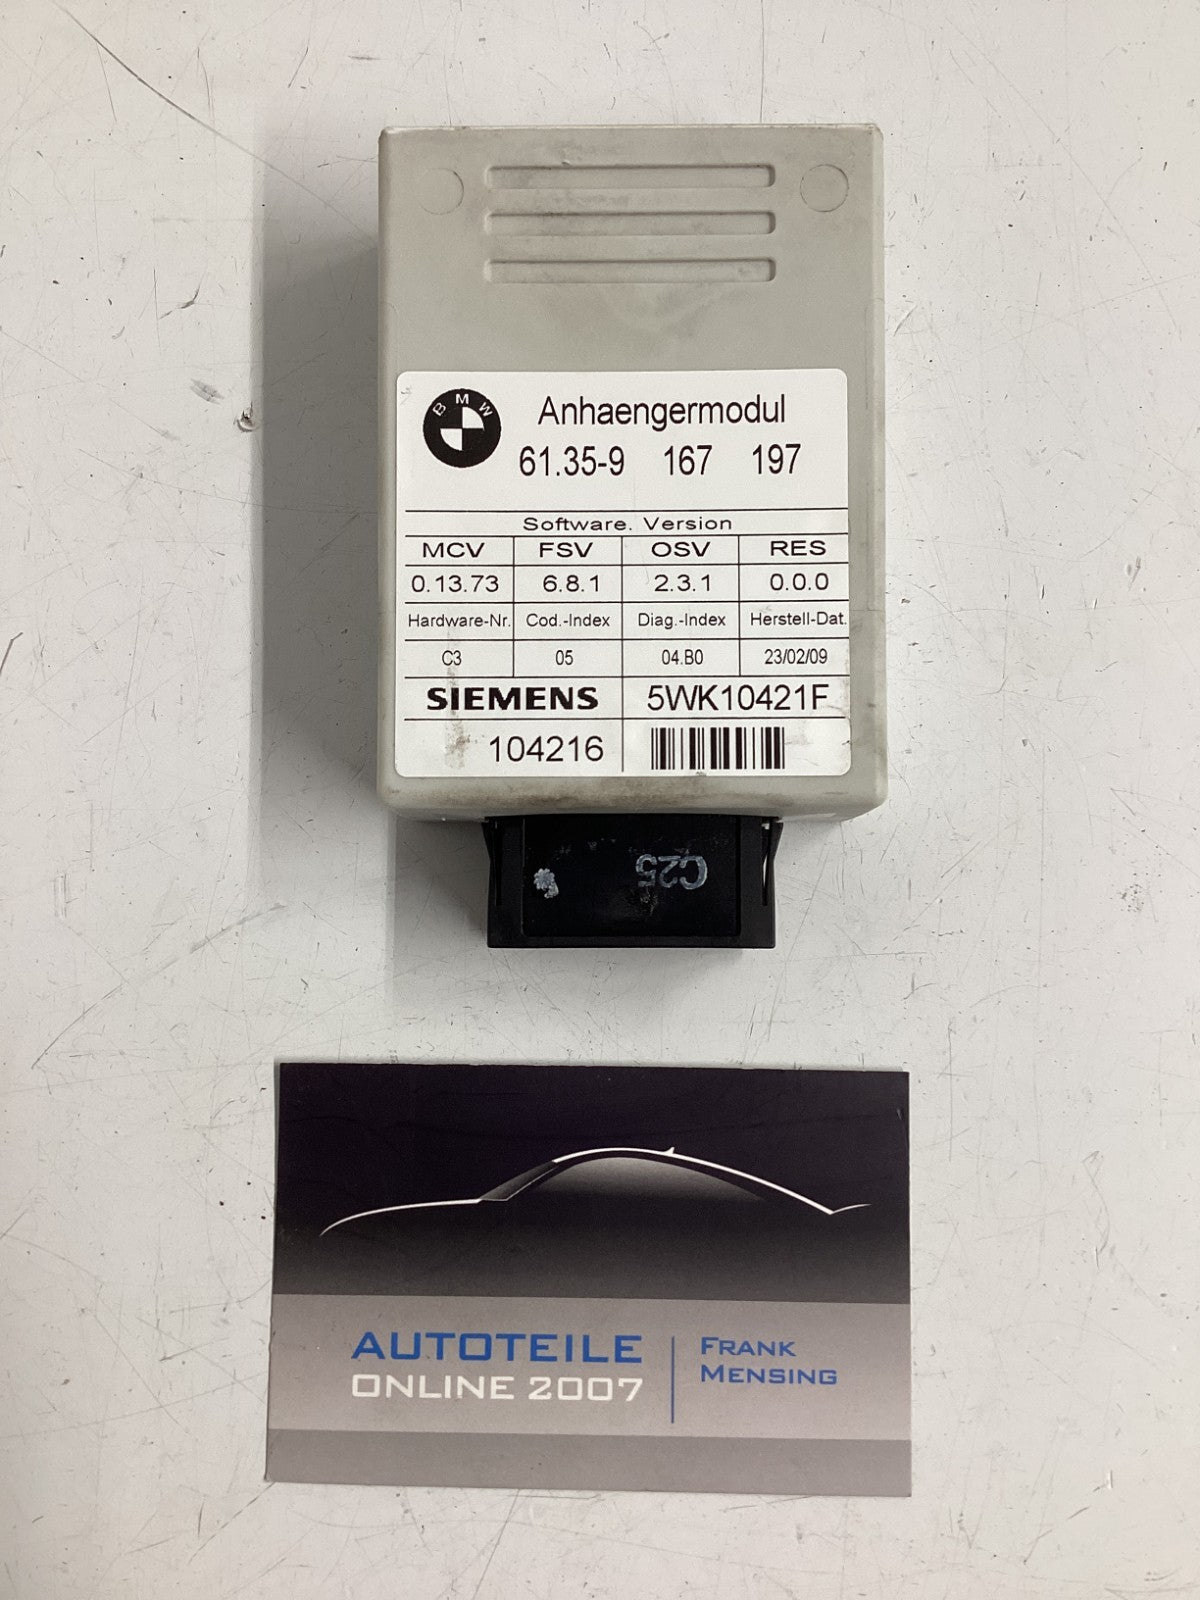 BMW
Anhaengermodul
61.35-9 167 197
Software. Version
MCV FSV OSV RES
0.13.73 6.8.1 2.3.1 0.0.0
Hardware-Nr. Cod.-Index Diag.-Index Herstell-Dat.
C3 05 04.B0 23/02/09
SIEMENS 5WK10421F
104216
C25
AUTOTEILE
ONLINE 2007
FRANK
MENSING